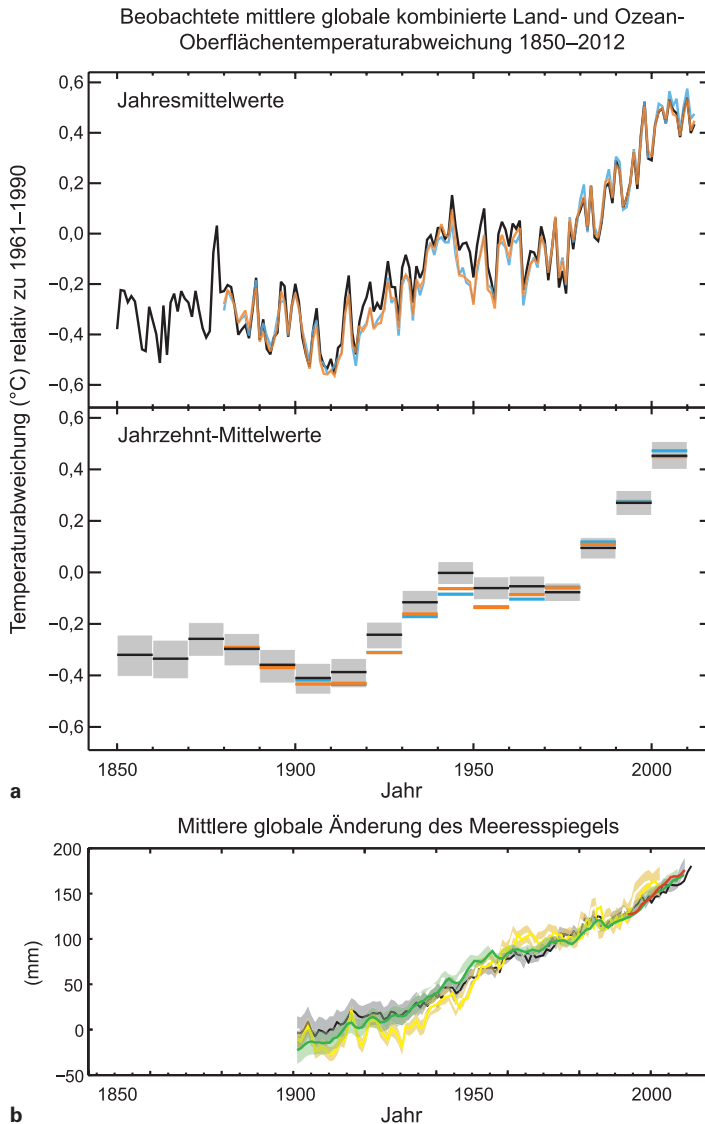 Beobachtete mittlere globale kombinierte Land- und Ozean-
Oberflächentemperaturabweichung 1850–2012
Temperaturabweichung (°C) relativ zu 1961–1990
Jahresmittelwerte
0,6
0,4
0,2
0,0
−0,2
−0,4
−0,6
Jahrzehnt-Mittelwerte
0,4
0,2
0,0
−0,2
−0,4
−0,6
1850
1900
1950
2000
a
Jahr
Mittlere globale Änderung des Meeresspiegels
(mm)
200
150
100
50
0
−50
1850
1900
1950
2000
b
Jahr